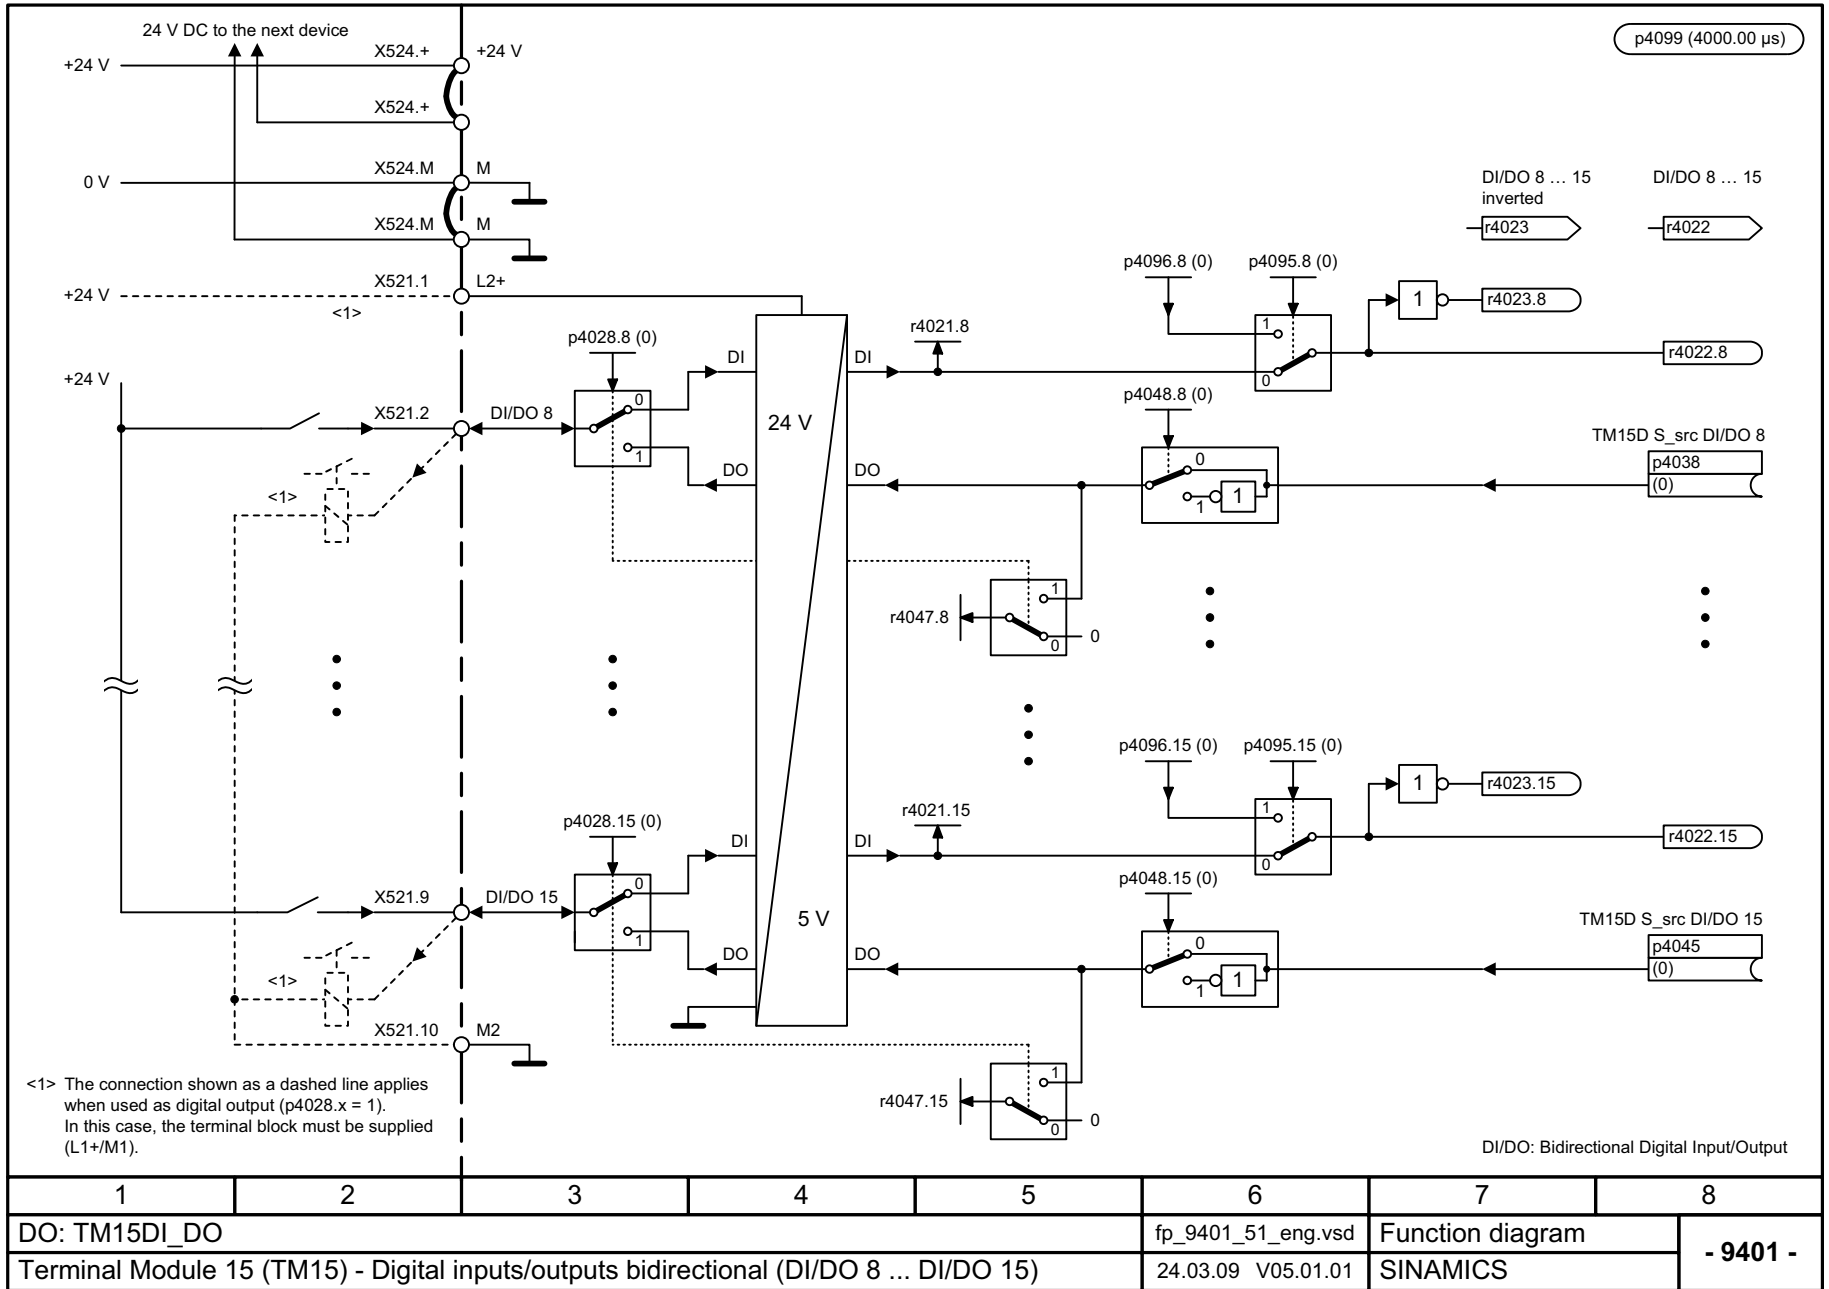 24 V DC to the next device
p4099 (4000.00 µs)
+24 V
X524.+
+24 V
X524.+
0 V
X524.M
M
X524.M
M
DI/DO 8 … 15
inverted
r4023
DI/DO 8 … 15
r4022
+24 V
X521.1
L2+
<1>
p4096.8 (0)
p4095.8 (0)
1
r4023.8
+24 V
p4028.8 (0)
r4021.8
DI
DI
1
0
r4022.8
X521.2
DI/DO 8
0
1
24 V
p4048.8 (0)
TM15D S_src DI/DO 8
p4038
(0)
DO
DO
0
1
1
<1>
r4047.8
1
0
0
p4096.15 (0)
p4095.15 (0)
1
r4023.15
p4028.15 (0)
r4021.15
DI
DI
1
0
r4022.15
X521.9
DI/DO 15
0
1
5 V
p4048.15 (0)
TM15D S_src DI/DO 15
p4045
(0)
DO
DO
0
1
1
<1>
X521.10
M2
r4047.15
1
0
0
<1> The connection shown as a dashed line applies
when used as digital output (p4028.x = 1).
In this case, the terminal block must be supplied
(L1+/M1).
DI/DO: Bidirectional Digital Input/Output
1 2 3 4 5 6 7 8
DO: TM15DI_DO
fp_9401_51_eng.vsd
Function diagram
- 9401 -
Terminal Module 15 (TM15) - Digital inputs/outputs bidirectional (DI/DO 8 ... DI/DO 15)
24.03.09 V05.01.01
SINAMICS